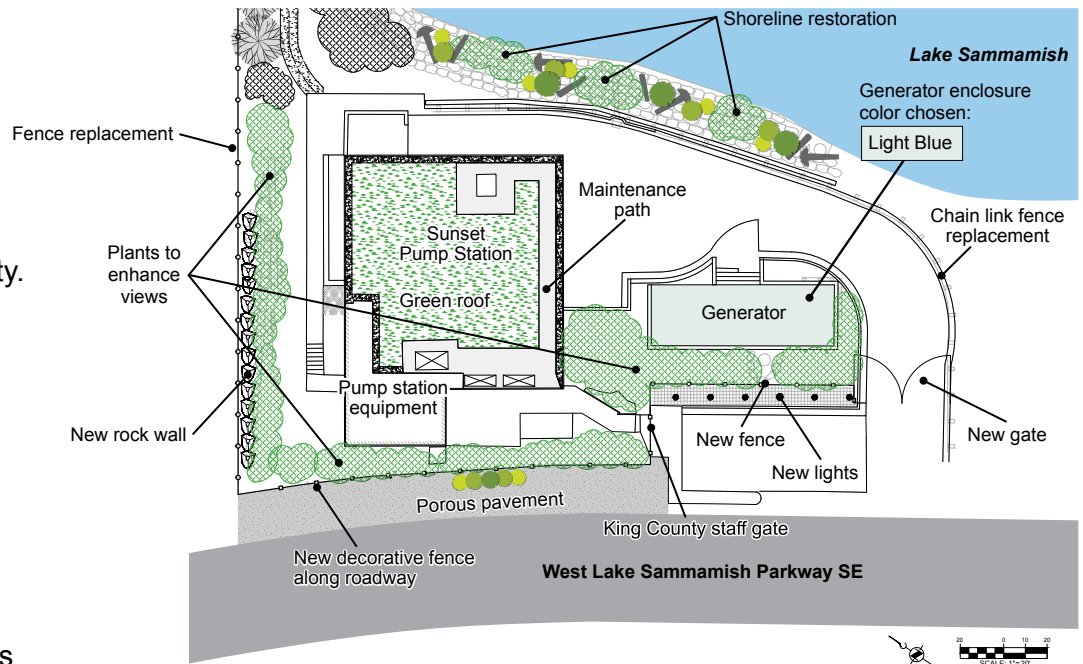 Shoreline restoration
Lake Sammamish
Generator enclosure
color chosen:
Light Blue
Fence replacement
Maintenance
path
Chain link fence
replacement
Sunset
Pump Station
Plants to
enhance
views
ty.
Green roof
Generator
Pump station
equipment
New rock wall
New fence
New gate
New lights
Porous pavement
King County staff gate
New decorative fence
along roadway
West Lake Sammamish Parkway SE
20 0 10 20
SCALE: 1"=20'
s